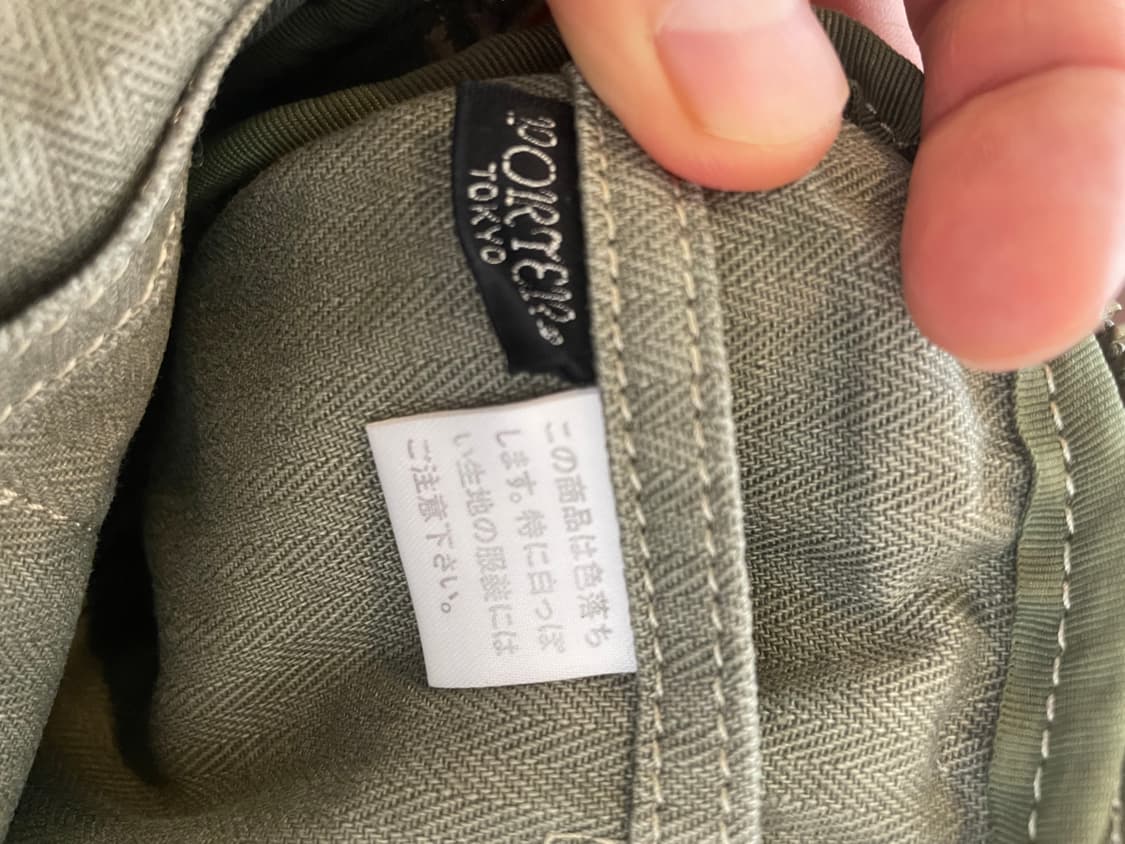 PORTER®
TOKYO
この商品は色落ち
します。特に白っぽ
い生地の服装には
ご注意下さい。